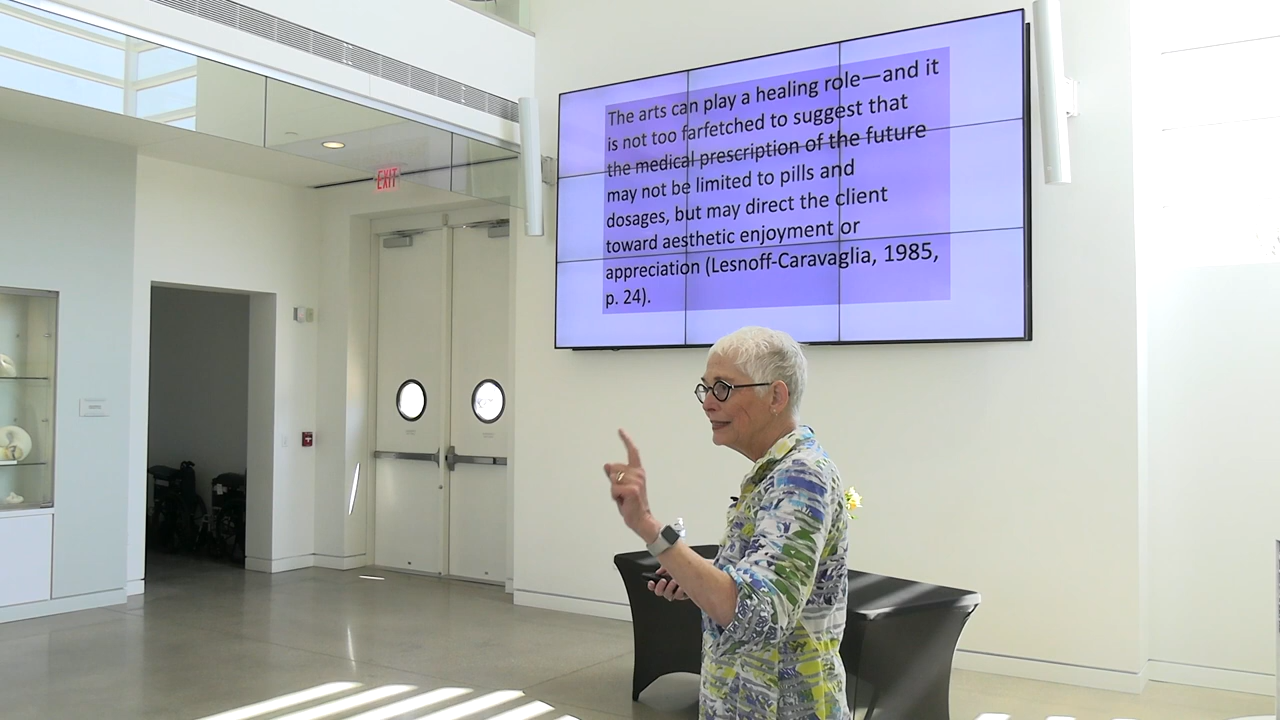 The arts can play a healing role—and it
is not too farfetched to suggest that
the medical prescription of the future
may not be limited to pills and
dosages, but may direct the client
toward aesthetic enjoyment or
appreciation (Lesnoff-Caravaglia, 1985,
p. 24).
EXIT